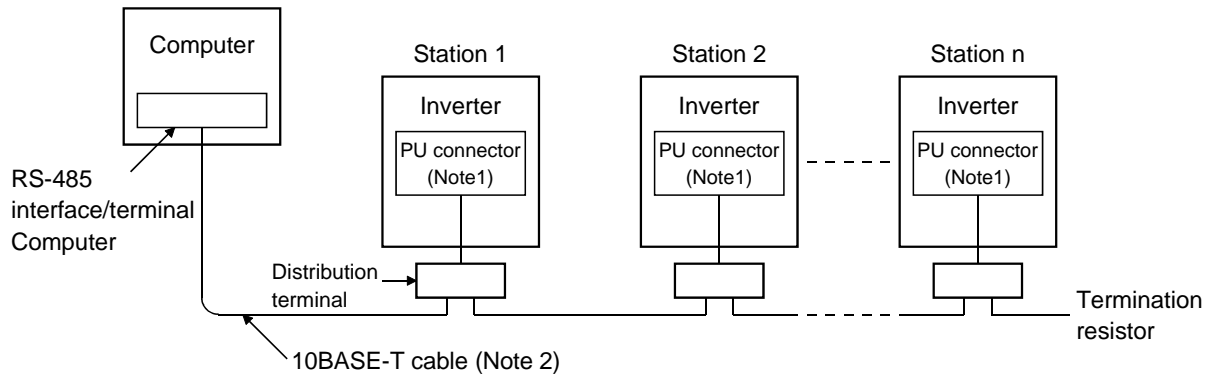 Computer
RS-485
interface/terminal
Computer
Station 1
Inverter
PU connector
(Note1)
Station 2
Inverter
PU connector
(Note1)
Station n
Inverter
PU connector
(Note1)
Distribution
terminal
10BASE-T cable (Note 2)
Termination
resistor